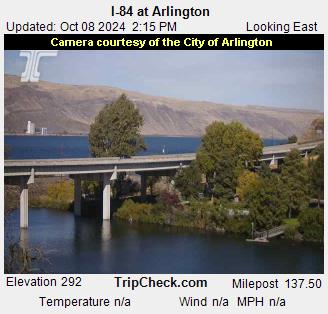 I-84 at Arlington
Updated: Oct 08 2024 2:15 PM Looking East
Camera courtesy of the City of Arlington
Elevation 292 TripCheck.com Milepost 137.50
Temperature n/a Wind n/a MPH n/a